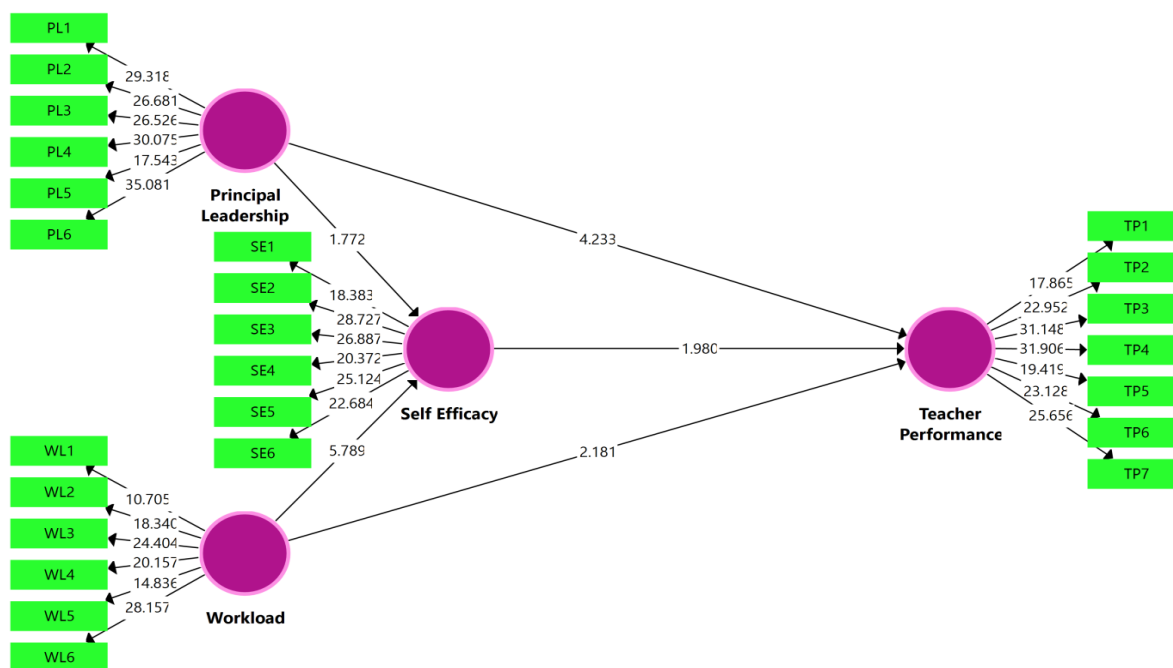 PL1
PL2
PL3
PL4
PL5
PL6
29.318
26.681
26.526
30.075
17.543
35.081
Principal
Leadership
1.772
4.233
SE1
SE2
SE3
SE4
SE5
SE6
18.383
28.727
26.887
20.372
25.124
22.684
Self Efficacy
1.980
5.789
2.181
WL1
WL2
WL3
WL4
WL5
WL6
10.705
18.340
24.404
20.157
14.836
28.157
Workload
Teacher
Performance
17.865
22.952
31.148
31.906
19.419
23.128
25.656
TP1
TP2
TP3
TP4
TP5
TP6
TP7